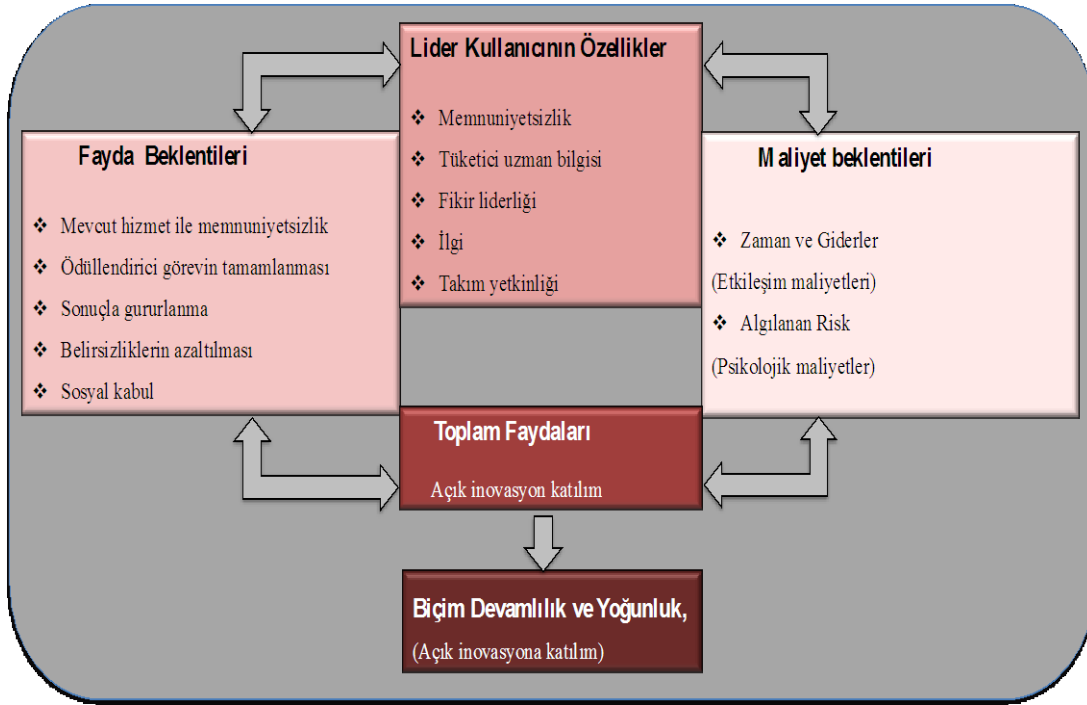 Lider Kullanıcının Özellikler
❖ Memnuniyetsizlik
❖ Tüketici uzman bilgisi
❖ Fikir liderliği
❖ İlgi
❖ Takım yetkinliği
Fayda Beklentileri
❖ Mevcut hizmet ile memnuniyetsizlik
❖ Ödüllendirici görevin tamamlanması
❖ Sonuçla gururlanma
❖ Belirsizliklerin azaltılması
❖ Sosyal kabul
Maliyet beklentileri
❖ Zaman ve Giderler
(Etkileşim maliyetleri)
❖ Algılanan Risk
(Psikolojik maliyetler)
Toplam Faydaları
Açık inovasyon katılım
Biçim Devamlılık ve Yoğunluk,
(Açık inovasyona katılım)